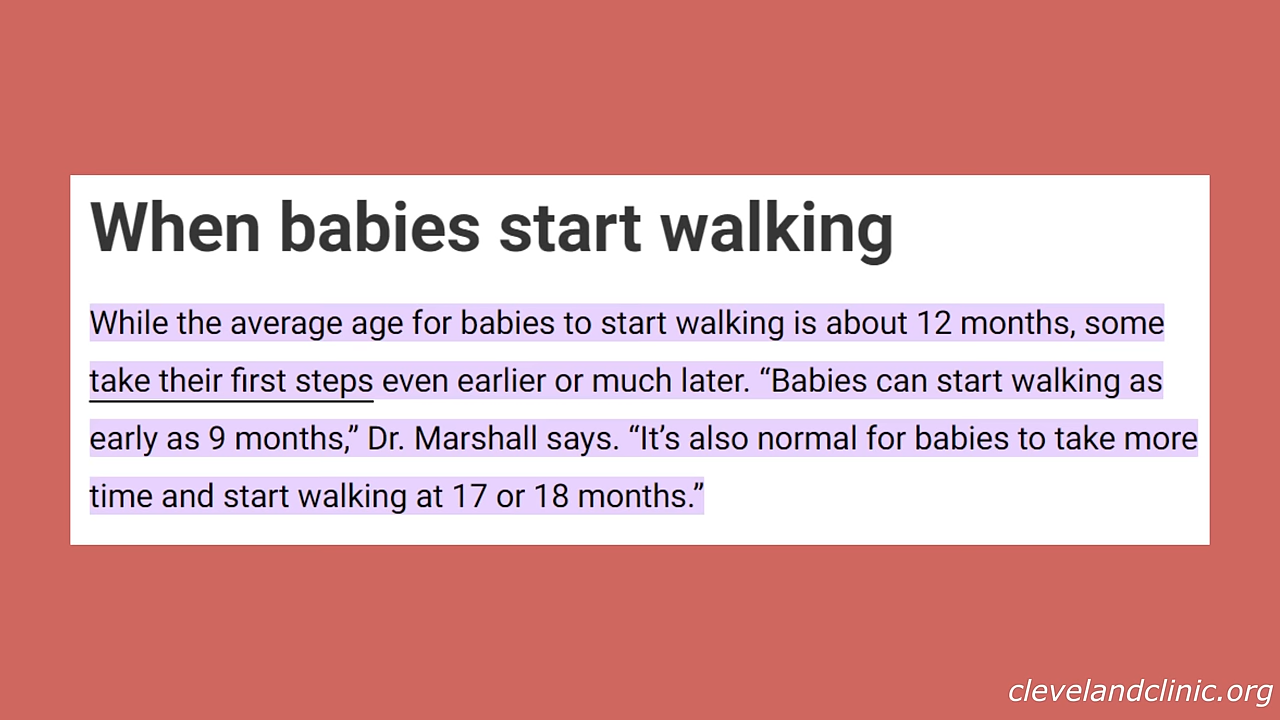 When babies start walking
While the average age for babies to start walking is about 12 months, some
take their first steps even earlier or much later. “Babies can start walking as
early as 9 months,” Dr. Marshall says. “It’s also normal for babies to take more
time and start walking at 17 or 18 months.”
clevelandclinic.org